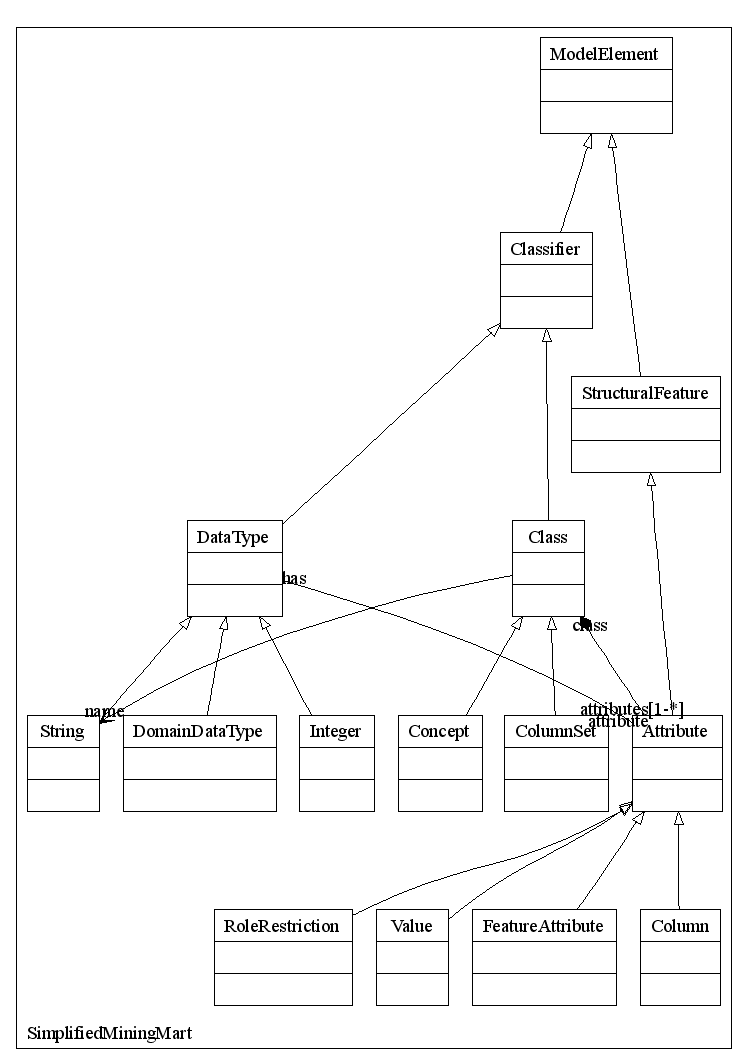 ModelElement
Classifier
StructuralFeature
DataType
Class
has
class
name
attributes[1-*]
attribute
String
DomainDataType
Integer
Concept
ColumnSet
Attribute
RoleRestriction
Value
FeatureAttribute
Column
SimplifiedMiningMart